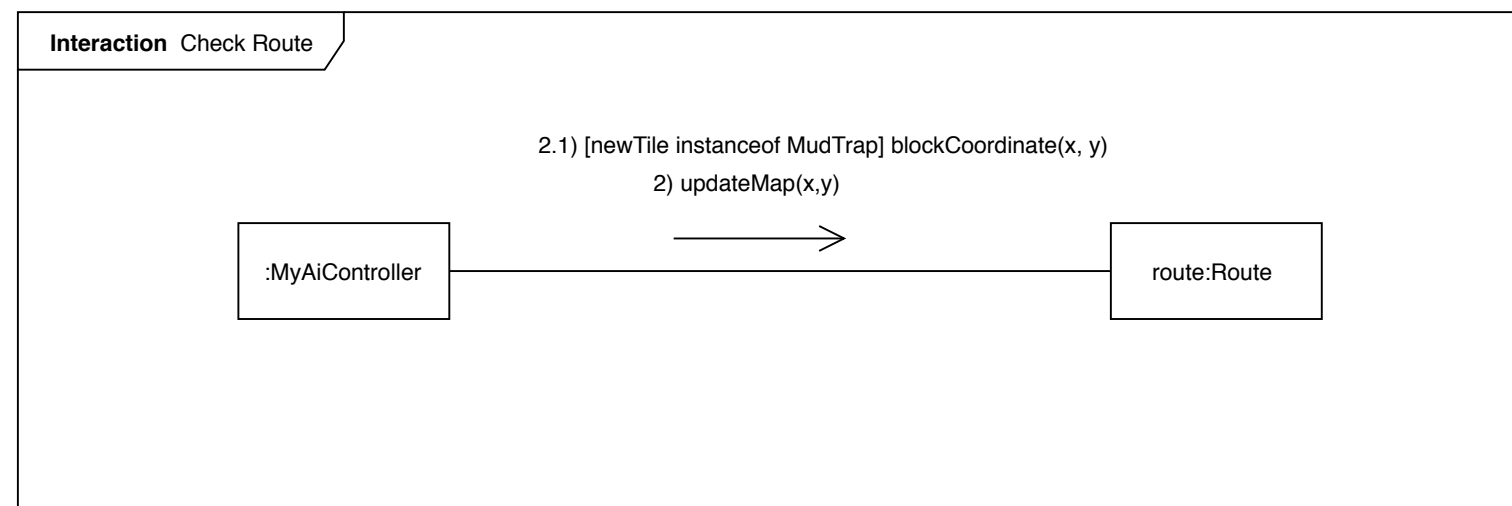 Interaction Check Route
2.1) [newTile instanceof MudTrap] blockCoordinate(x, y)
2) updateMap(x,y)
:MyAiController
route:Route